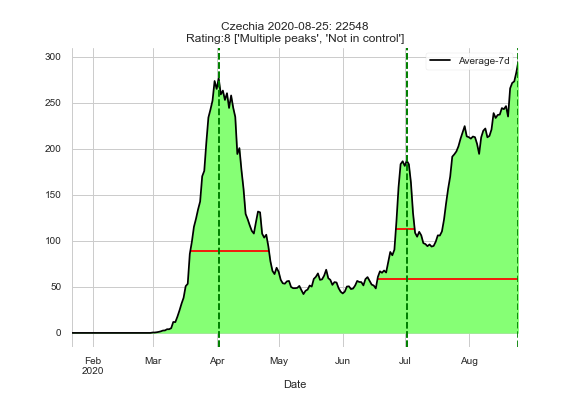 Czechia 2020-08-25: 22548
Rating:8 ['Multiple peaks', 'Not in control']
Average-7d
300
250
200
150
100
50
0
Feb
2020
Mar
Apr
May
Jun
Jul
Aug
Date